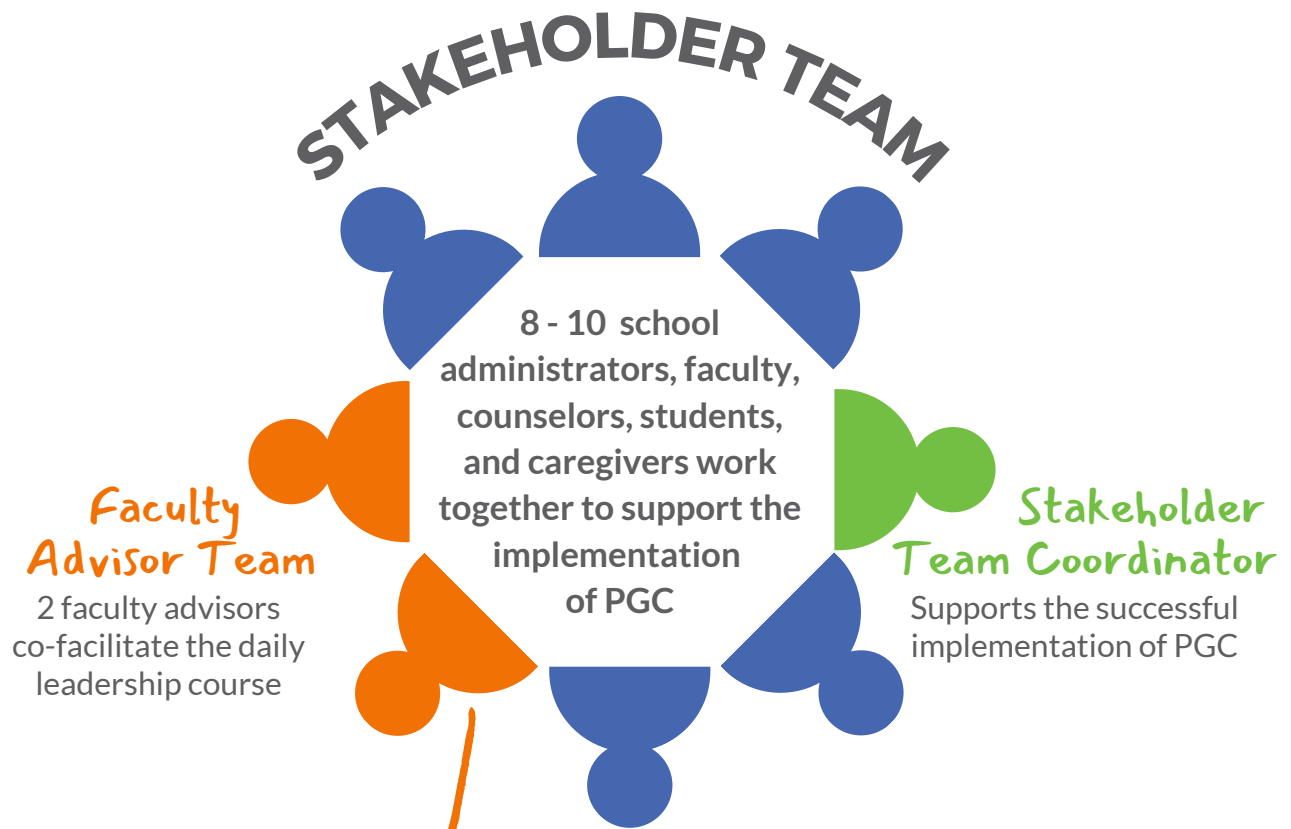 STAKEHOLDER TEAM
8 - 10 school
administrators, faculty,
counselors, students,
and caregivers work
together to support the
implementation
of PGC
Faculty
Advisor Team
2 faculty advisors
co-facilitate the daily
leadership course
Stakeholder
Team Coordinator
Supports the successful
implementation of PGC